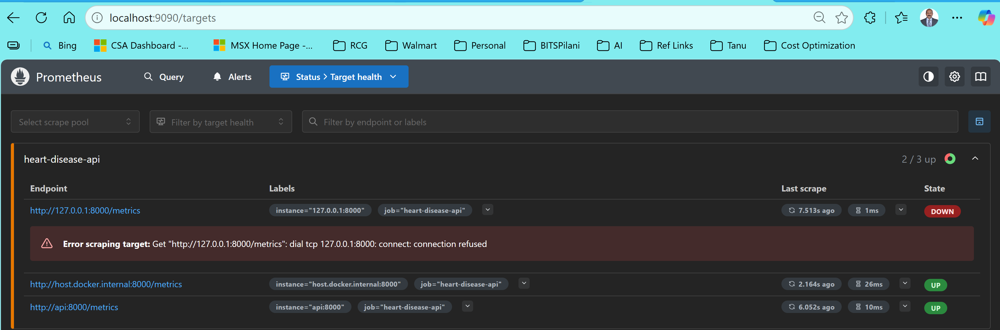 localhost:9090/targets
Bing CSA Dashboard -... MSX Home Page -... RCG Walmart Personal BITSPilani AI Ref Links Tanu Cost Optimization
Prometheus Query Alerts Status > Target health
Select scrape pool Filter by target health Filter by endpoint or labels
heart-disease-api 2 / 3 up
Endpoint Labels Last scrape State
http://127.0.0.1:8000/metrics instance="127.0.0.1:8000" job="heart-disease-api" 7.513s ago 1ms DOWN
Error scraping target: Get "http://127.0.0.1:8000/metrics": dial tcp 127.0.0.1:8000: connect: connection refused
http://host.docker.internal:8000/metrics instance="host.docker.internal:8000" job="heart-disease-api" 2.164s ago 26ms UP
http://api:8000/metrics instance="api:8000" job="heart-disease-api" 6.052s ago 10ms UP